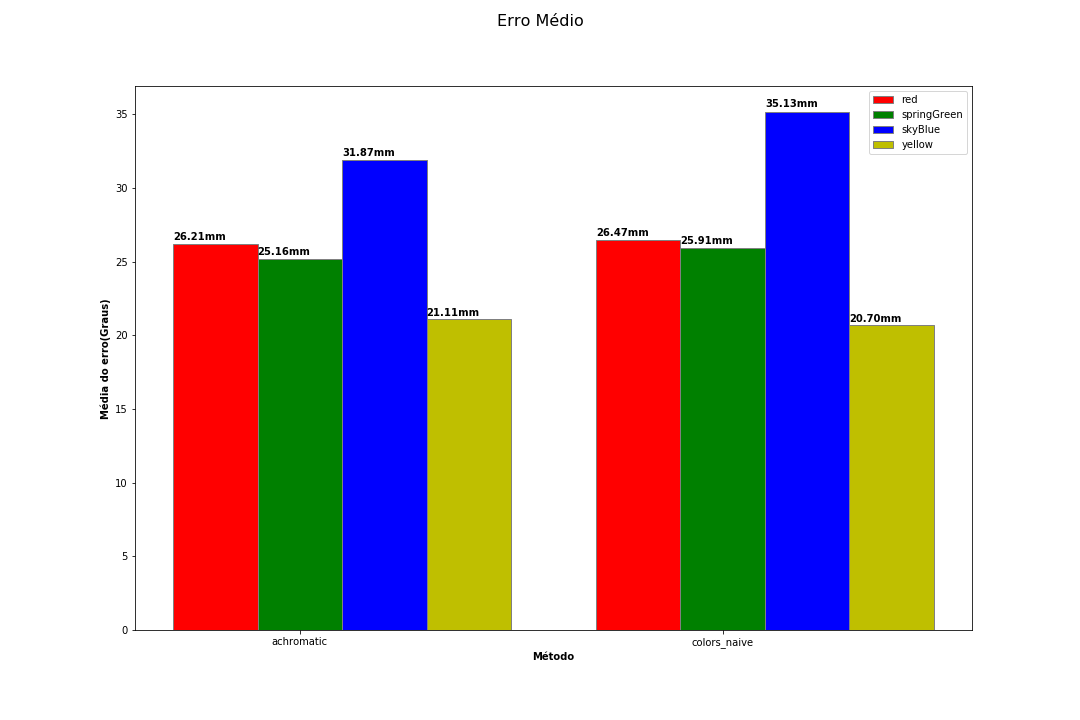 Erro Médio
35
30
25
20
15
10
5
0
Média do erro(Graus)
26.21mm
25.16mm
31.87mm
21.11mm
26.47mm
25.91mm
35.13mm
20.70mm
red
springGreen
skyBlue
yellow
achromatic
colors_naive
Método